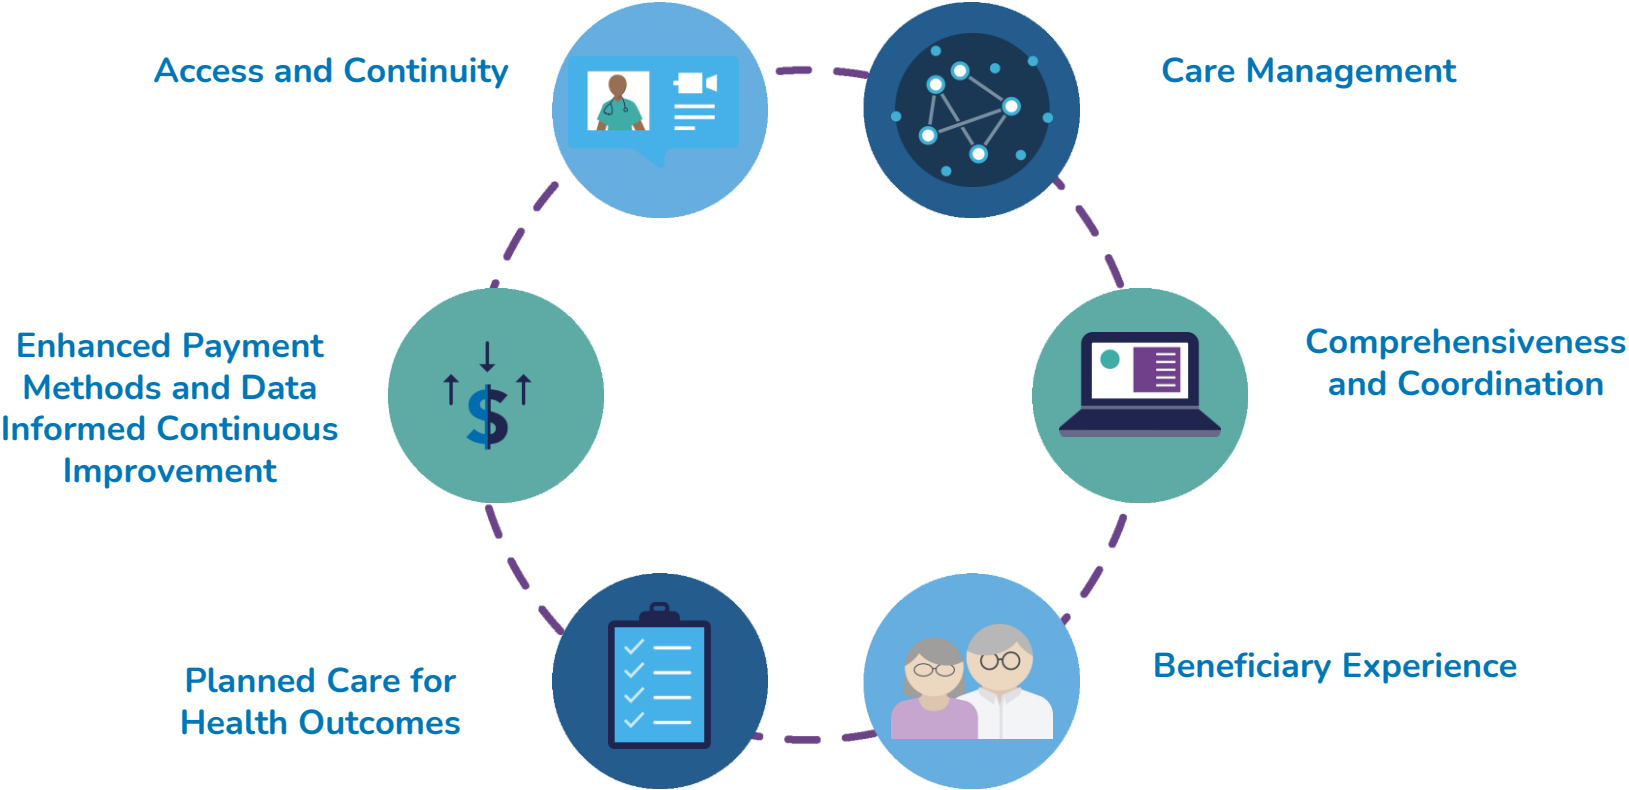 Access and Continuity
Care Management
Enhanced Payment
Methods and Data
Informed Continuous
Improvement
Comprehensiveness
and Coordination
Planned Care for
Health Outcomes
Beneficiary Experience
$